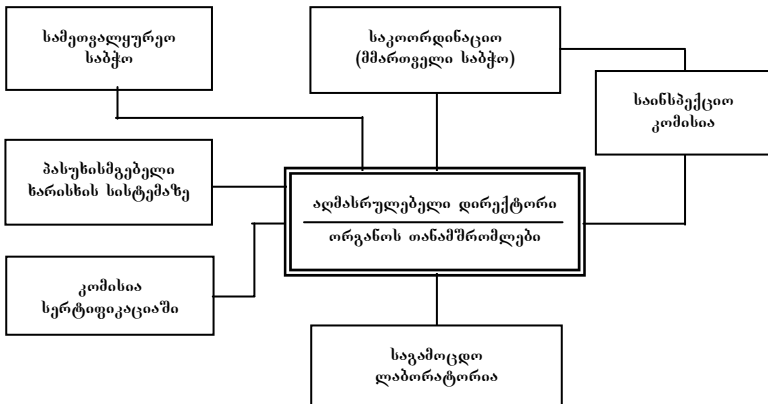 სამეთვალყურეო
საბჭო
საკოორდინაციო
(მმართველი საბჭო)
საინსპექციო
კომისია
პასუხისმგებელი
ხარისხის სისტემაზე
აღმასრულებელი დირექტორი
ორგანოს თანამშრომლები
კომისია
სერტიფიკაციაში
საგამოცდო
ლაბორატორია